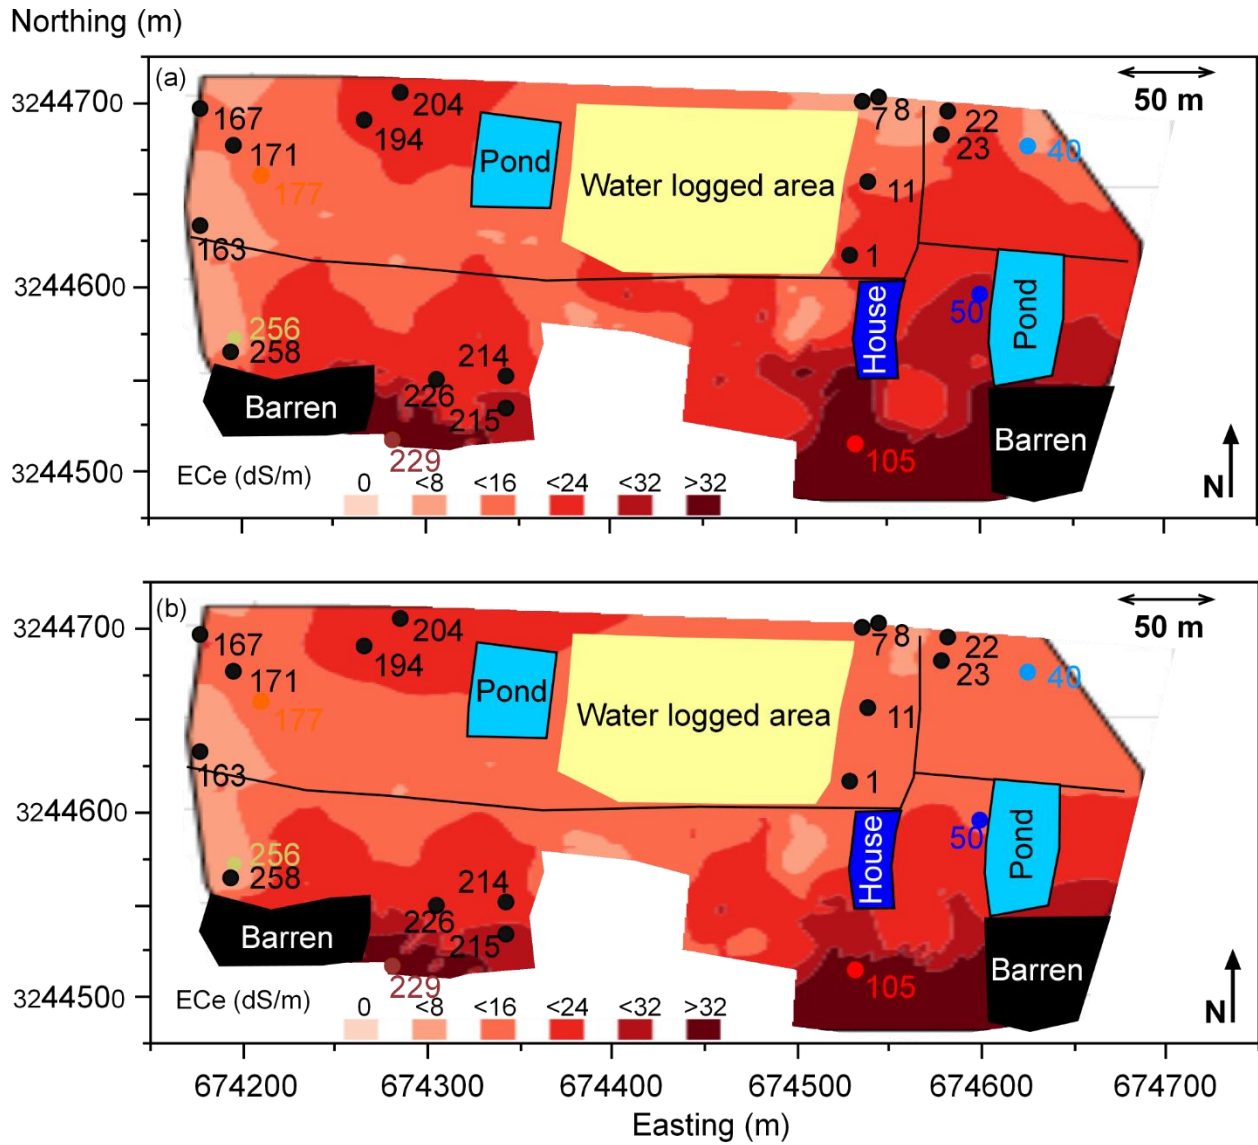 Northing (m)
(a)
50 m
3244700
3244600
3244500
167
171
177
163
204
194
Pond
Water logged area
7 8
22
23
40
11
1
256
258
Barren
214
226
215
229
House
50
Pond
105
Barren
N
ECe (dS/m)
0 <8 <16 <24 <32 >32
(b)
50 m
3244700
3244600
3244500
167
171
177
163
204
194
Pond
Water logged area
7 8
22
23
40
11
1
256
258
Barren
214
226
215
229
House
50
Pond
105
Barren
N
ECe (dS/m)
0 <8 <16 <24 <32 >32
674200 674300 674400 674500 674600 674700
Easting (m)